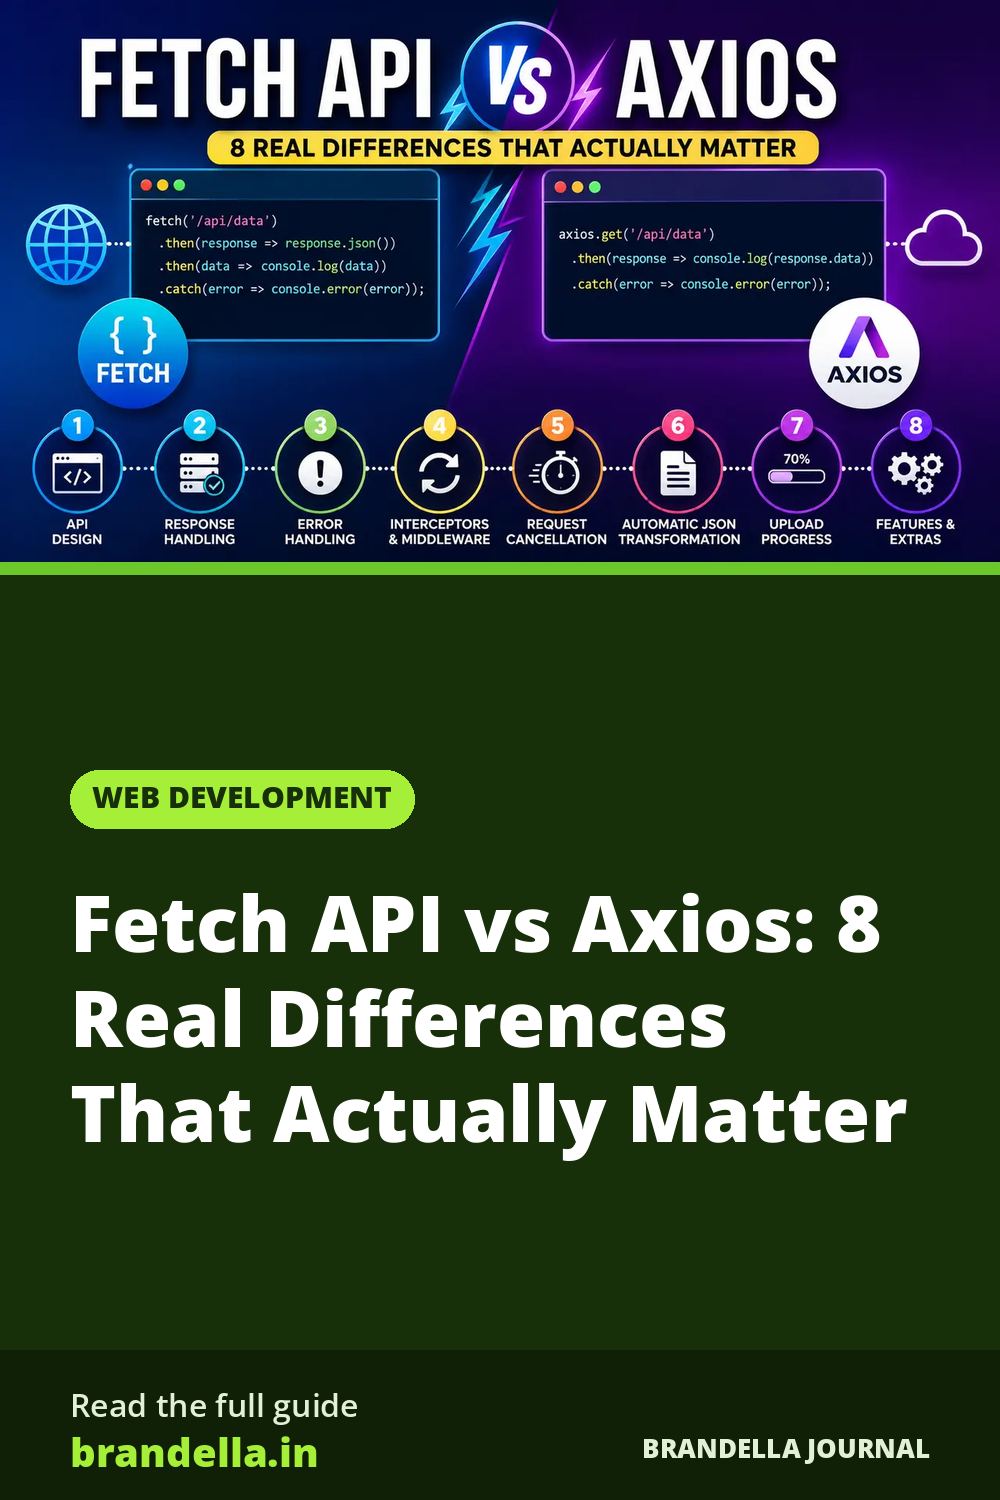 FETCH API VS AXIOS
8 REAL DIFFERENCES THAT ACTUALLY MATTER
fetch('/api/data')
.then(response => response.json())
.then(data => console.log(data))
.catch(error => console.error(error));
{ }
FETCH
axios.get('/api/data')
.then(response => console.log(response.data))
.catch(error => console.error(error));
AXIOS
1
</>
API
DESIGN
2
RESPONSE
HANDLING
3
!
ERROR
HANDLING
4
INTERCEPTORS
& MIDDLEWARE
5
REQUEST
CANCELLATION
6
AUTOMATIC JSON
TRANSFORMATION
7
70%
UPLOAD
PROGRESS
8
FEATURES &
EXTRAS
WEB DEVELOPMENT
Fetch API vs Axios: 8
Real Differences
That Actually Matter
Read the full guide
brandella.in
BRANDELLA JOURNAL